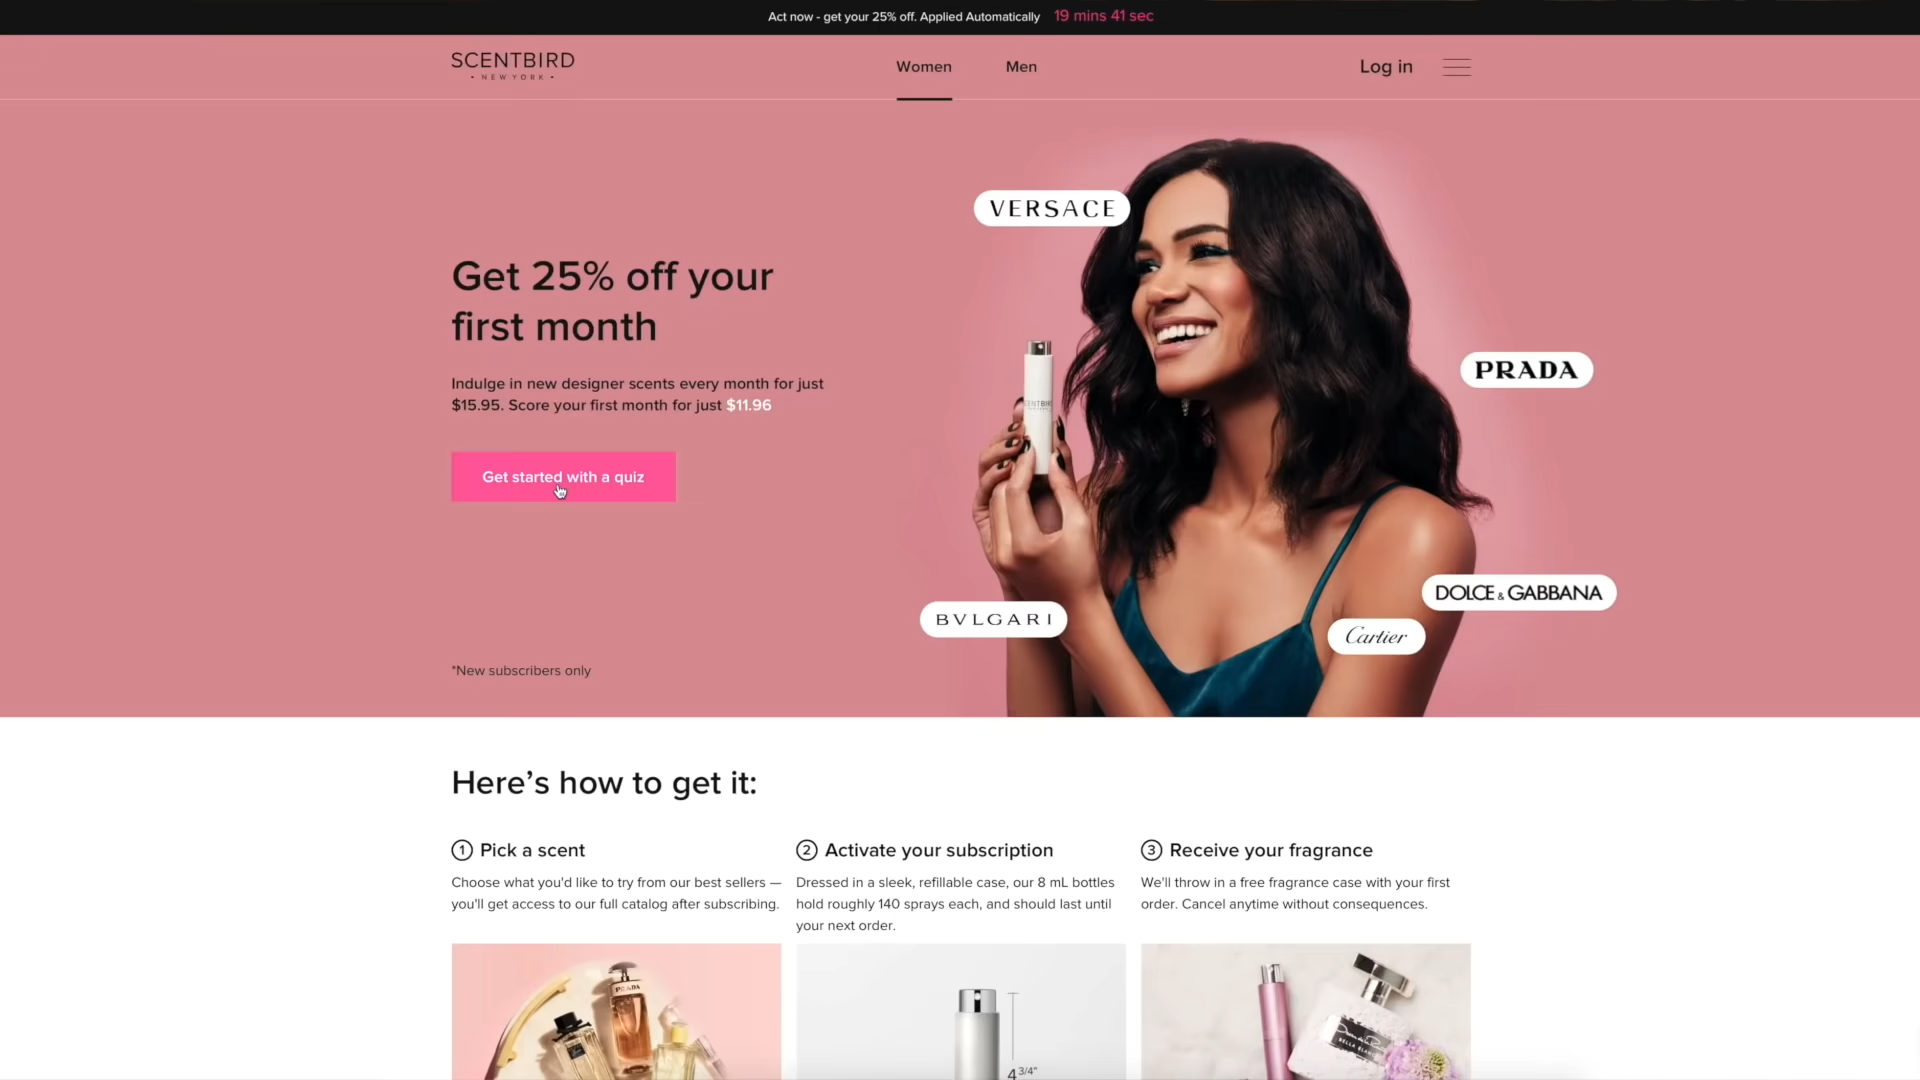 Act now - get your 25% off. Applied Automatically 19 mins 41 sec
SCENTBIRD
• NEW YORK •
Women
Men
Log in
Get 25% off your
first month
Indulge in new designer scents every month for just
$15.95. Score your first month for just $11.96
Get started with a quiz
*New subscribers only
VERSACE
PRADA
DOLCE & GABBANA
Cartier
BVLGARI
Here's how to get it:
1 Pick a scent
Choose what you'd like to try from our best sellers —
you'll get access to our full catalog after subscribing.
2 Activate your subscription
Dressed in a sleek, refillable case, our 8 mL bottles
hold roughly 140 sprays each, and should last until
your next order.
3 Receive your fragrance
We'll throw in a free fragrance case with your first
order. Cancel anytime without consequences.
PRADA
4 3/4"
BELLA BLANCA